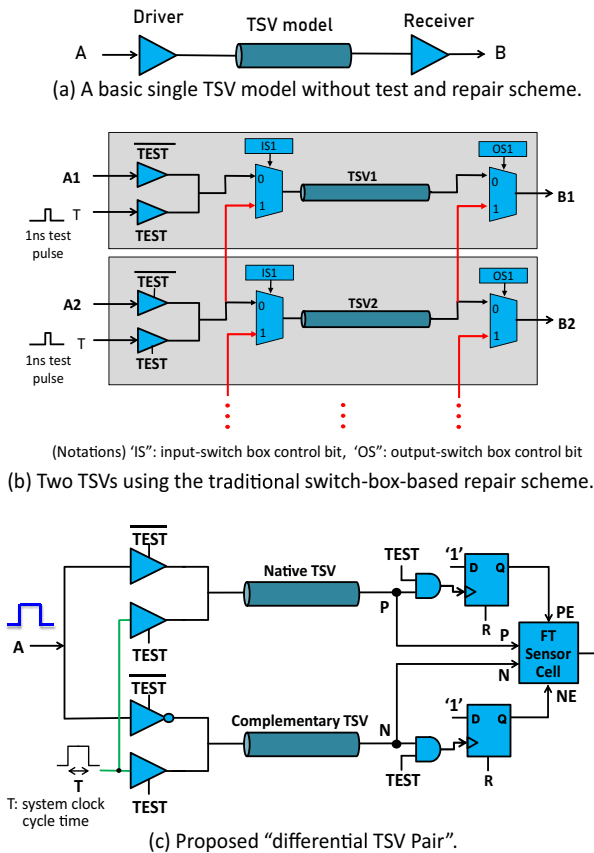 Driver
TSV model
Receiver
A
B
(a) A basic single TSV model without test and repair scheme.
TEST
IS1
OS1
A1
0
TSV1
0
B1
T
1
1
1ns test
pulse
TEST
TEST
IS1
OS1
A2
0
TSV2
0
B2
T
1
1
1ns test
pulse
TEST
(Notations) ‘IS”: input-switch box control bit, ‘OS”: output-switch box control bit
(b) Two TSVs using the traditional switch-box-based repair scheme.
TEST
Native TSV
TEST
‘1’
D
Q
P
R
PE
A
TEST
P
FT
Sensor
Cell
N
TEST
Complementary TSV
N
‘1’
D
Q
NE
T
TEST
R
T: system clock
cycle time
TEST
(c) Proposed “differential TSV Pair”.